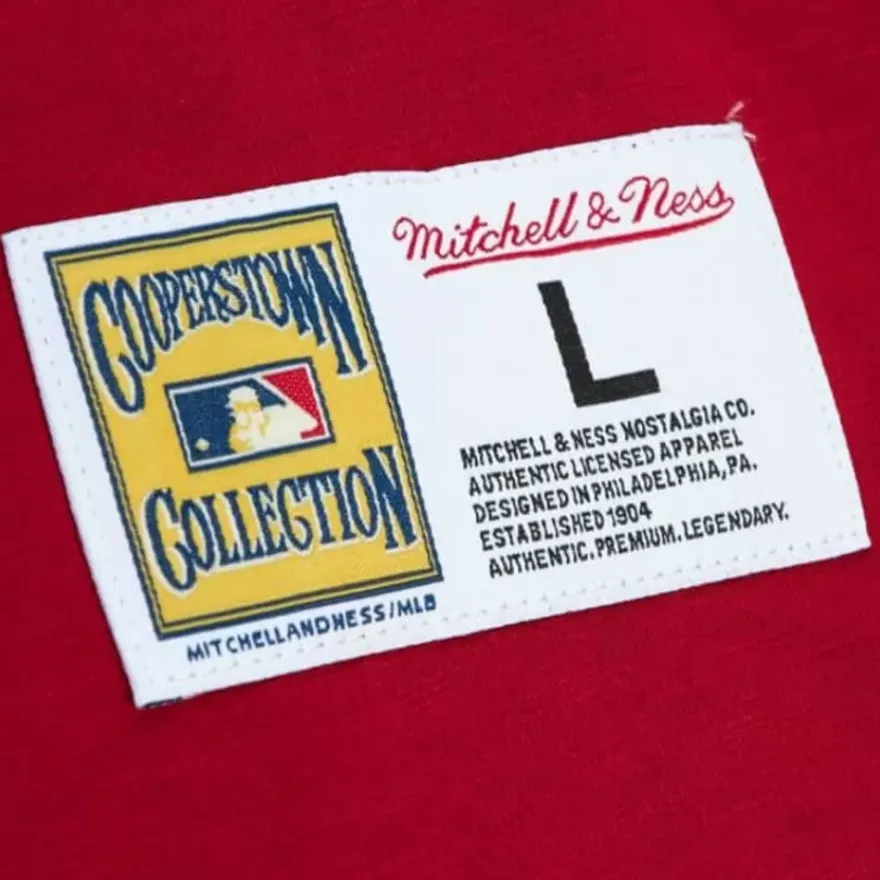 COOPERSTOWN
COLLECTION
MITCHELLANDNESS/MLB
Mitchell & Ness
L
MITCHELL & NESS NOSTALGIA CO.
AUTHENTIC LICENSED APPAREL
DESIGNED IN PHILADELPHIA, PA.
ESTABLISHED 1904
AUTHENTIC. PREMIUM. LEGENDARY.